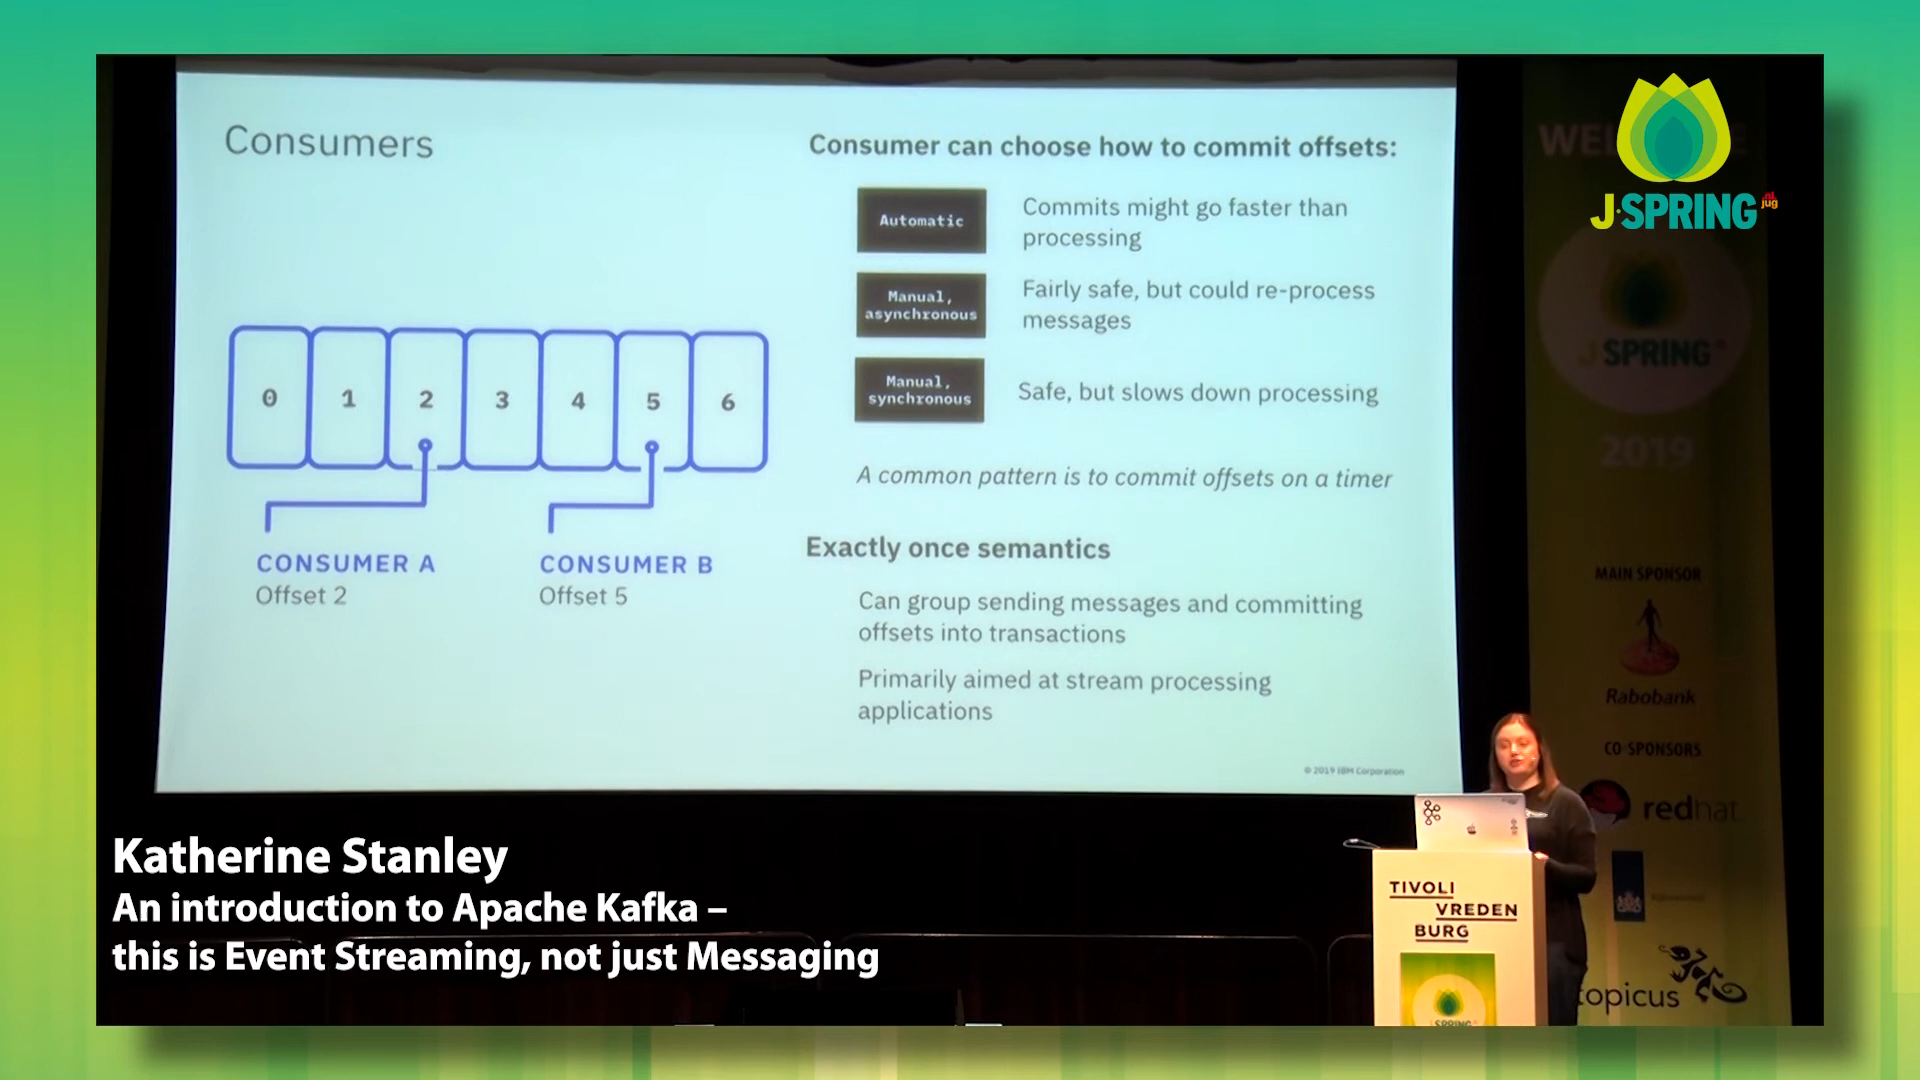 Consumers
Consumer can choose how to commit offsets:
Automatic
Commits might go faster than
processing
Manual,
asynchronous
Fairly safe, but could re-process
messages
Manual,
synchronous
Safe, but slows down processing
A common pattern is to commit offsets on a timer
0 1 2 3 4 5 6
CONSUMER A
Offset 2
CONSUMER B
Offset 5
Exactly once semantics
Can group sending messages and committing
offsets into transactions
Primarily aimed at stream processing
applications
© 2019 IBM Corporation
J·SPRING
nl
jug
J SPRING
2019
MAIN SPONSOR
Rabobank
CO-SPONSORS
redhat
topicus
TIVOLI
VREDEN
BURG
JSPRING
Katherine Stanley
An introduction to Apache Kafka –
this is Event Streaming, not just Messaging